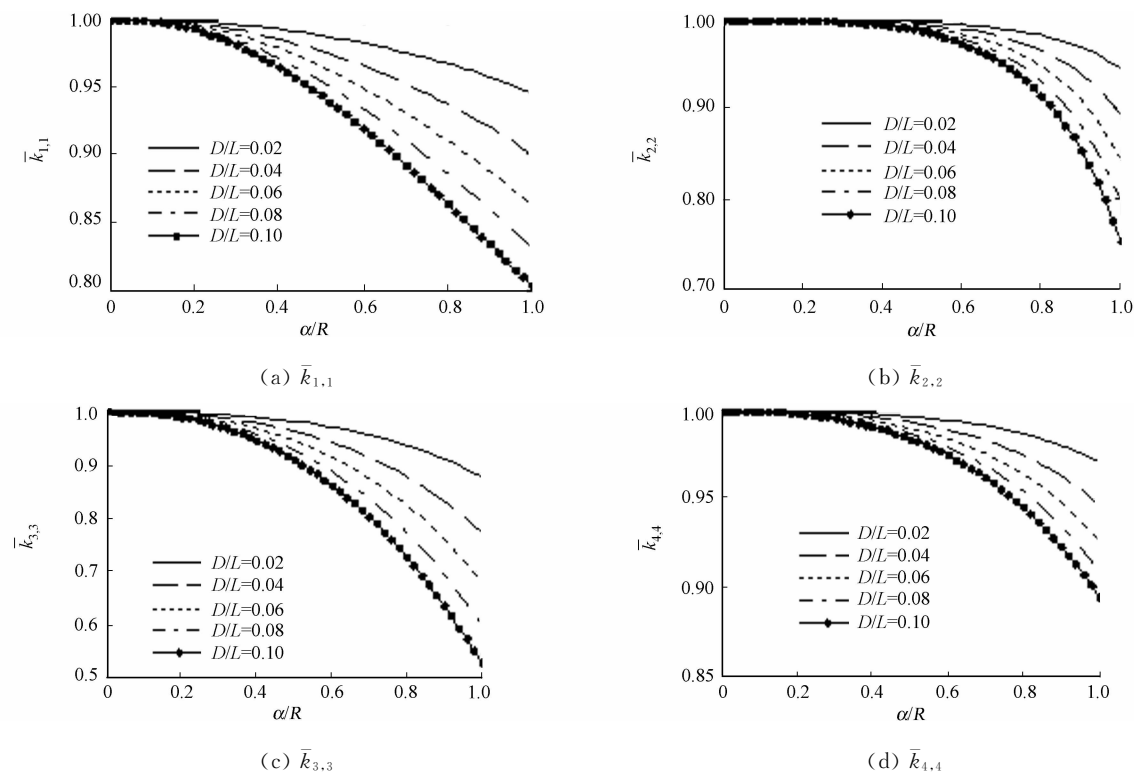 1.00
0.95
0.90
0.85
0.80
k̄1,1
D/L=0.02
D/L=0.04
D/L=0.06
D/L=0.08
D/L=0.10
0 0.2 0.4 0.6 0.8 1.0
α/R
(a) k̄1,1
1.00
0.90
0.80
0.70
k̄2,2
D/L=0.02
D/L=0.04
D/L=0.06
D/L=0.08
D/L=0.10
0 0.2 0.4 0.6 0.8 1.0
α/R
(b) k̄2,2
1.0
0.9
0.8
0.7
0.6
0.5
k̄3,3
D/L=0.02
D/L=0.04
D/L=0.06
D/L=0.08
D/L=0.10
0 0.2 0.4 0.6 0.8 1.0
α/R
(c) k̄3,3
1.00
0.95
0.90
0.85
k̄4,4
D/L=0.02
D/L=0.04
D/L=0.06
D/L=0.08
D/L=0.10
0 0.2 0.4 0.6 0.8 1.0
α/R
(d) k̄4,4